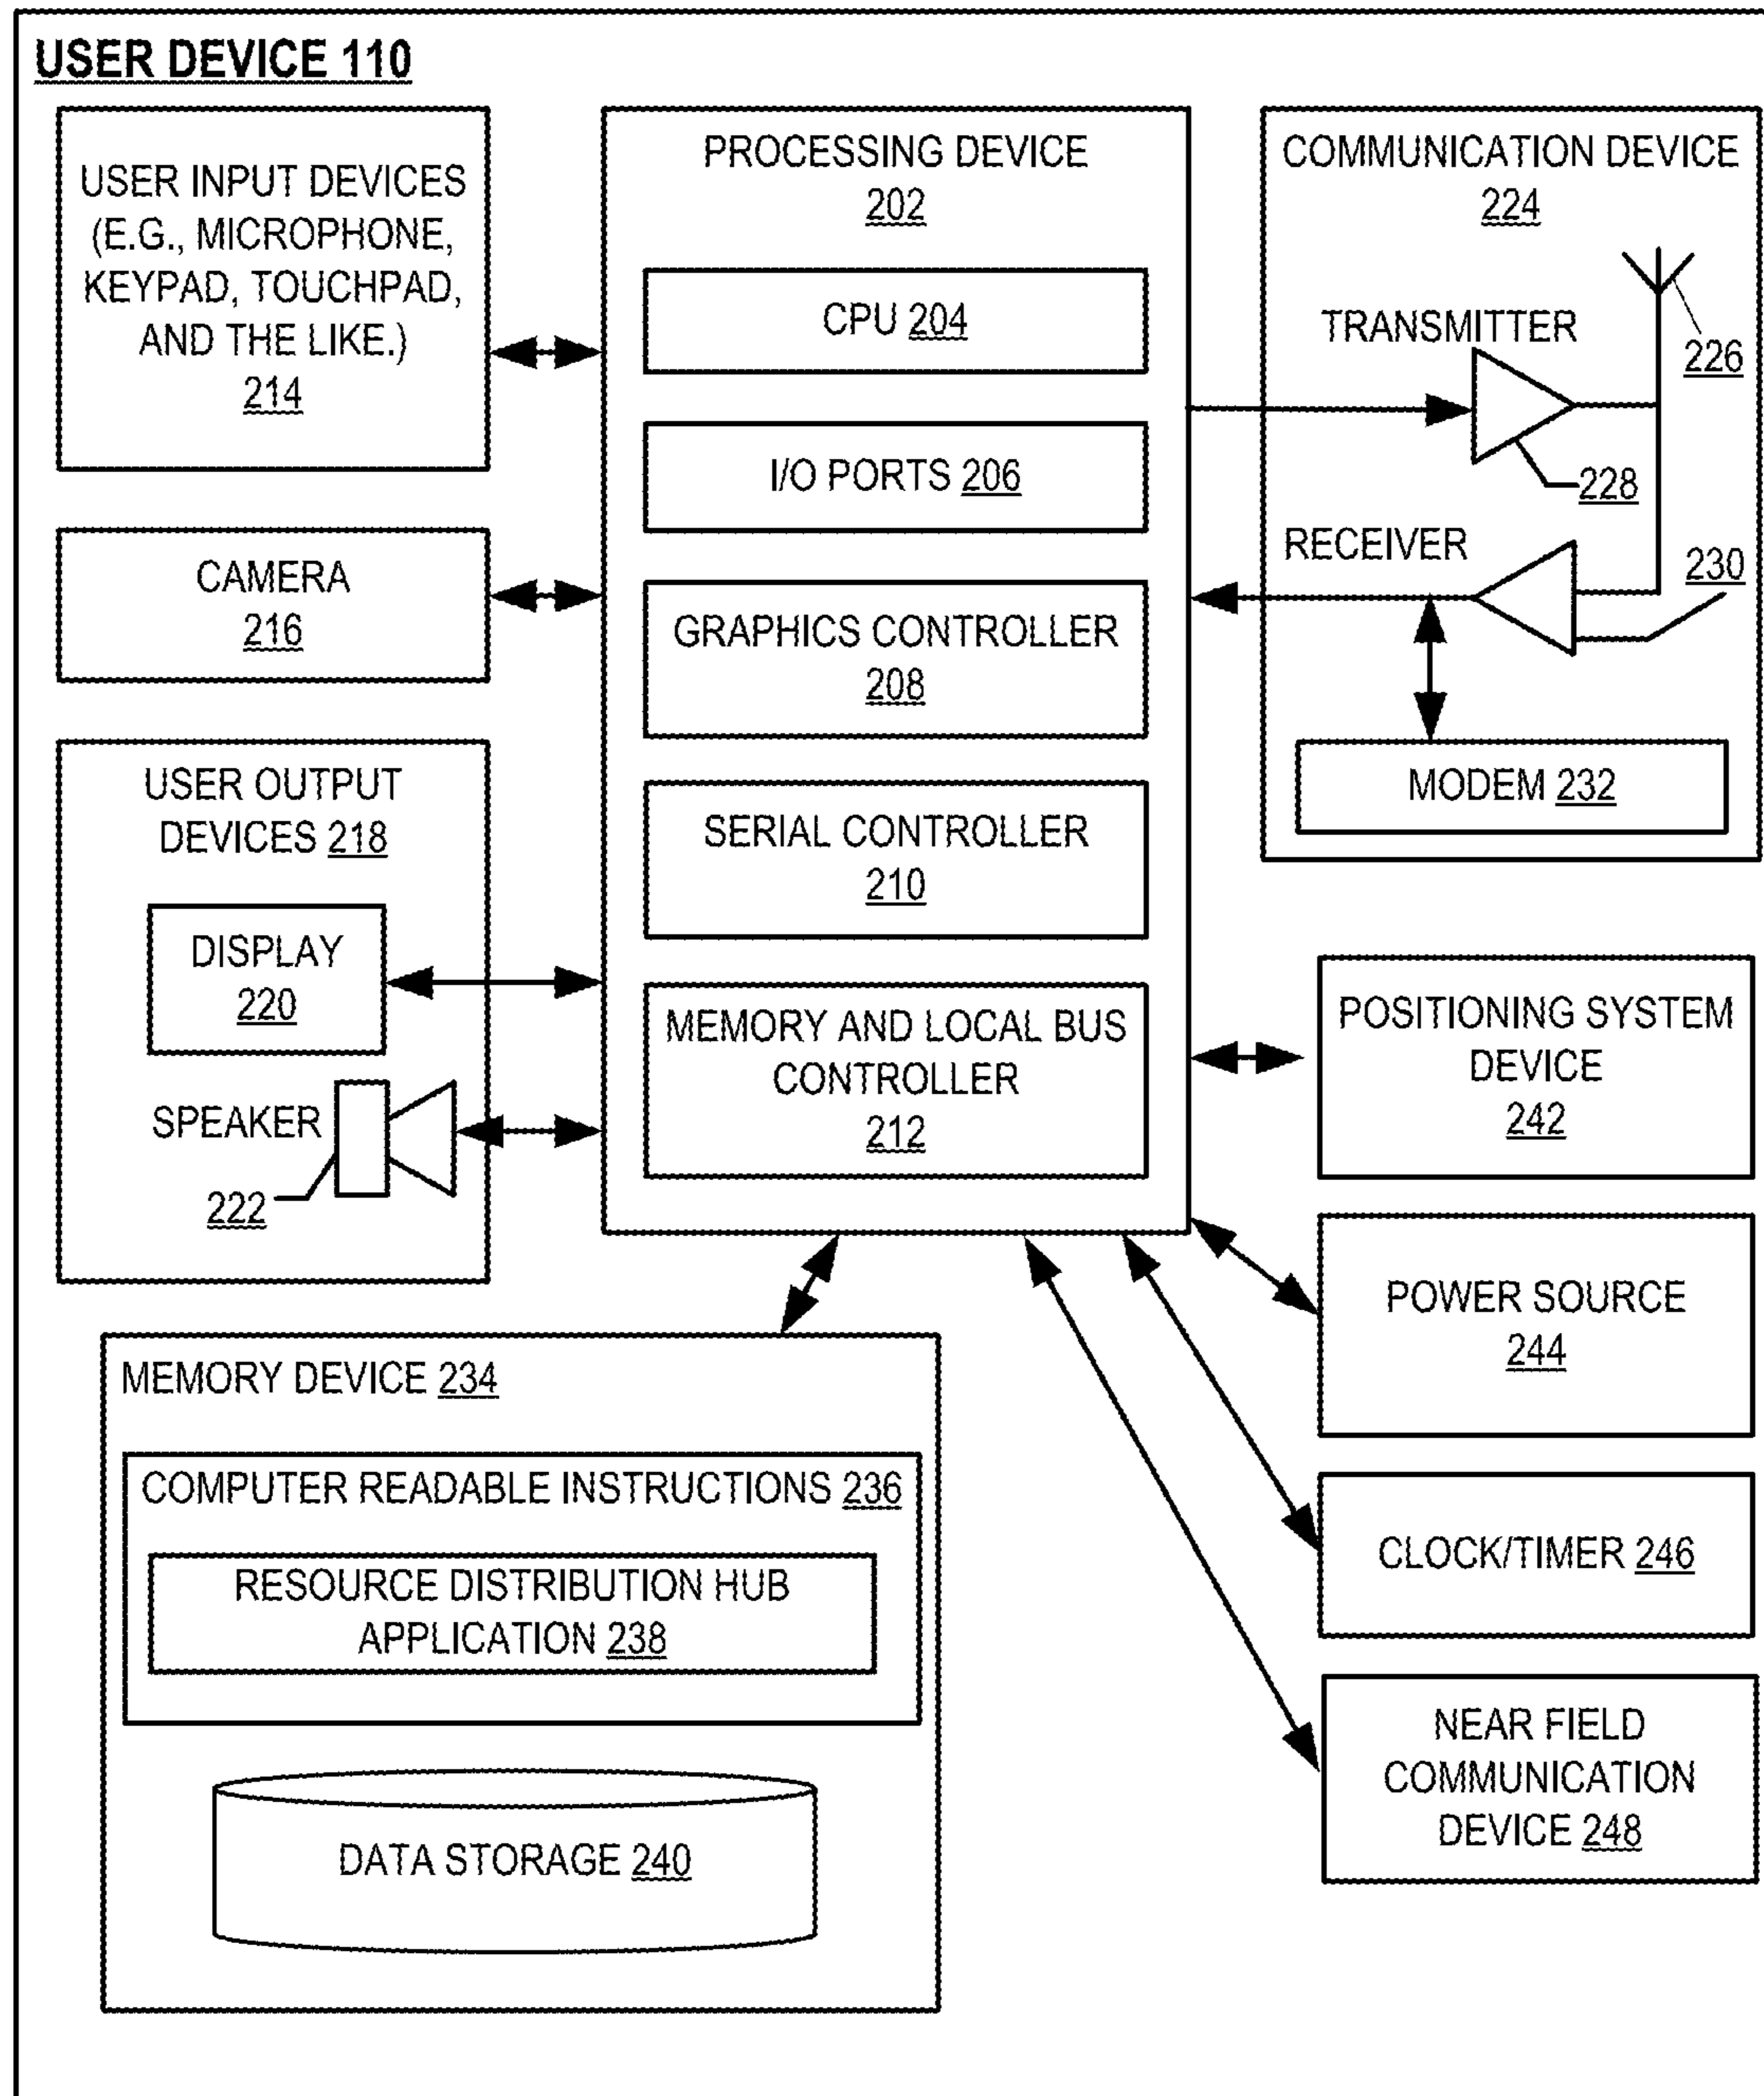 USER DEVICE 110
USER INPUT DEVICES
(E.G., MICROPHONE,
KEYPAD, TOUCHPAD,
AND THE LIKE.)
214
CAMERA
216
USER OUTPUT
DEVICES 218
DISPLAY
220
SPEAKER
222
PROCESSING DEVICE
202
CPU 204
I/O PORTS 206
GRAPHICS CONTROLLER
208
SERIAL CONTROLLER
210
MEMORY AND LOCAL BUS
CONTROLLER
212
COMMUNICATION DEVICE
224
TRANSMITTER
226
228
RECEIVER
230
MODEM 232
POSITIONING SYSTEM
DEVICE
242
POWER SOURCE
244
CLOCK/TIMER 246
NEAR FIELD
COMMUNICATION
DEVICE 248
MEMORY DEVICE 234
COMPUTER READABLE INSTRUCTIONS 236
RESOURCE DISTRIBUTION HUB
APPLICATION 238
DATA STORAGE 240